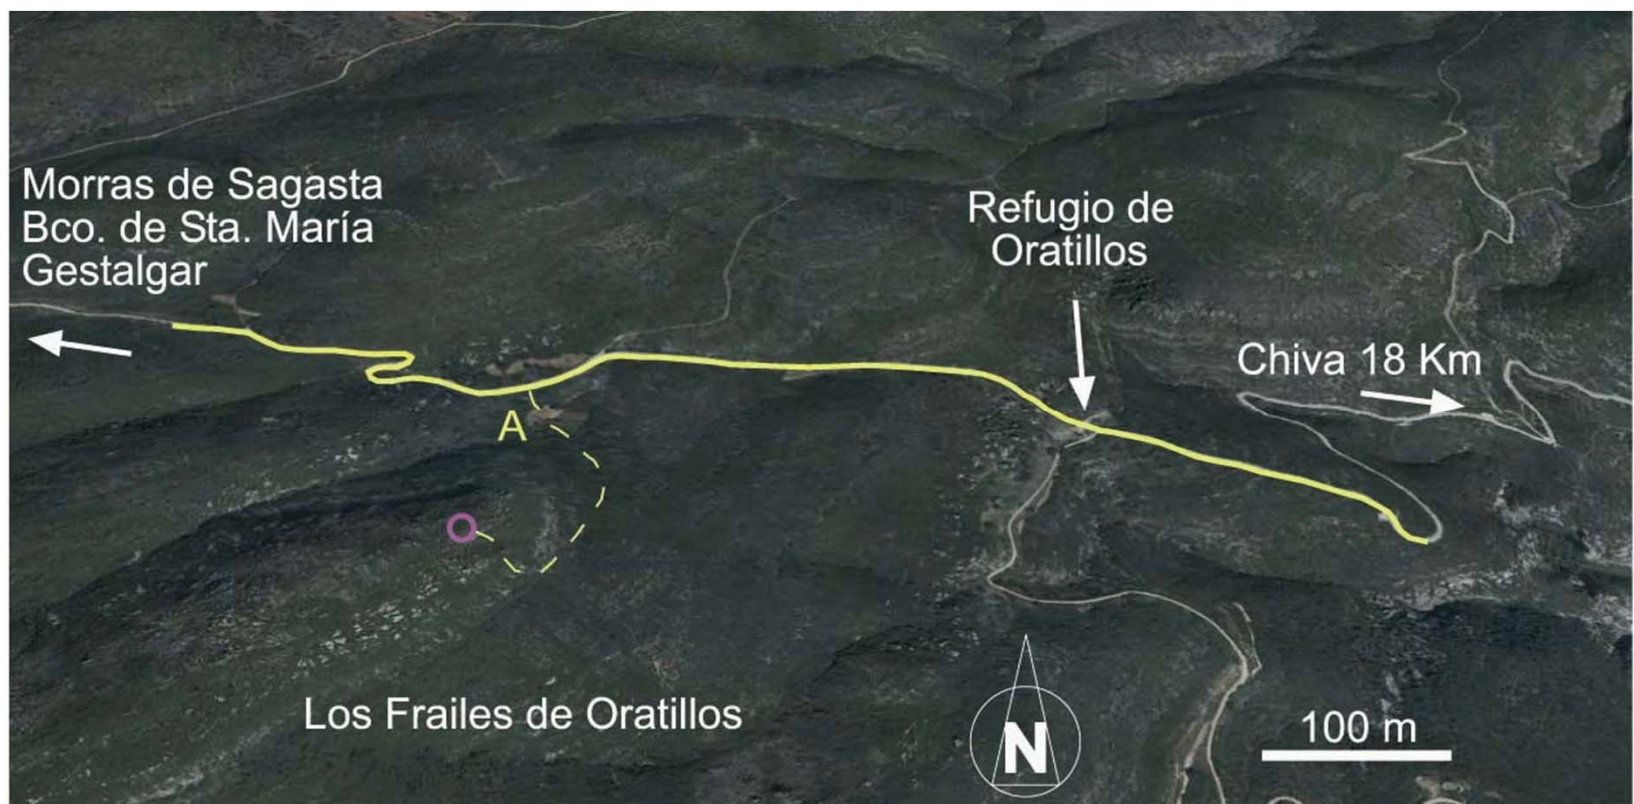 Morras de Sagasta
Bco. de Sta. María
Gestalgar
Refugio de
Oratillos
Chiva 18 Km
A
Los Frailes de Oratillos
N
100 m